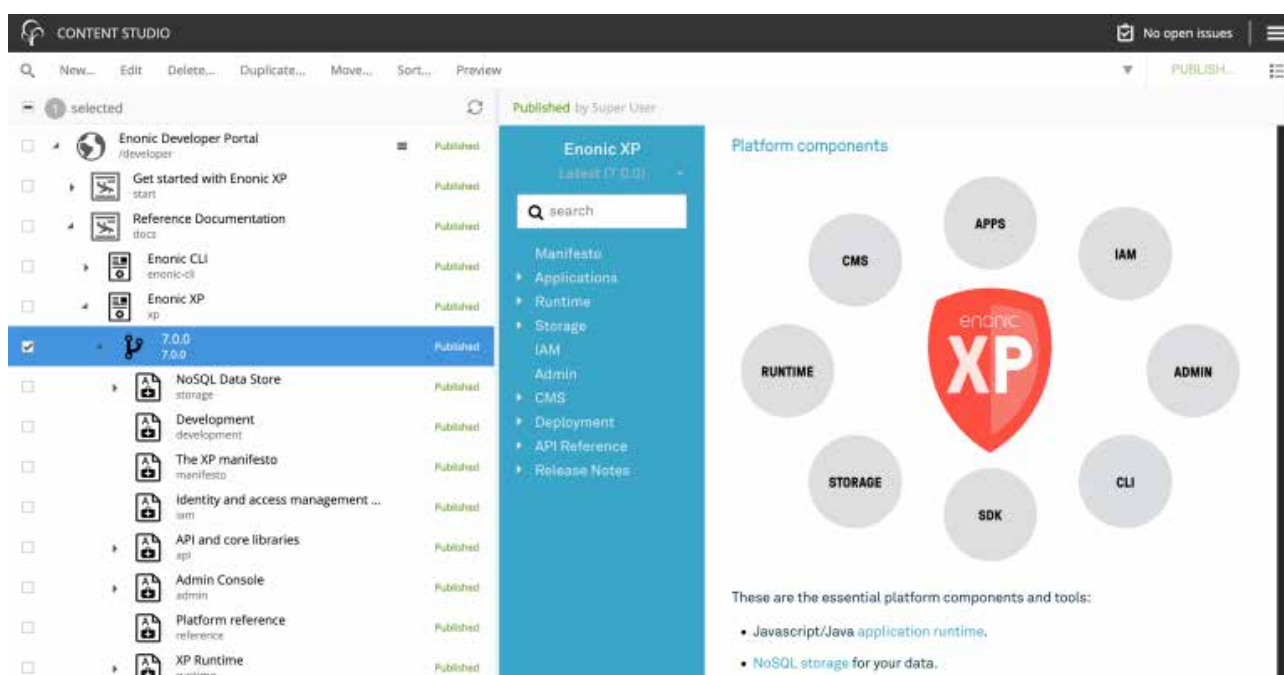 CONTENT STUDIO
No open issues
New...
Edit
Delete...
Duplicate...
Move...
Sort...
Preview
PUBLISH...
1 selected
Published by Super User
Enonic Developer Portal
/developer
Published
Get started with Enonic XP
start
Published
Reference Documentation
docs
Published
Enonic CLI
enonic-cli
Published
Enonic XP
xp
Published
7.0.0
7.0.0
Published
NoSQL Data Store
storage
Published
Development
development
Published
The XP manifesto
manifesto
Published
Identity and access management ...
iam
Published
API and core libraries
api
Published
Admin Console
admin
Published
Platform reference
reference
Published
XP Runtime
Published
Enonic XP
Latest (7.0.0)
search
Manifesto
Applications
Runtime
Storage
IAM
Admin
CMS
Deployment
API Reference
Release Notes
Platform components
APPS
CMS
IAM
enonic
XP
RUNTIME
ADMIN
STORAGE
CLI
SDK
These are the essential platform components and tools:
• Javascript/Java application runtime.
• NoSQL storage for your data.